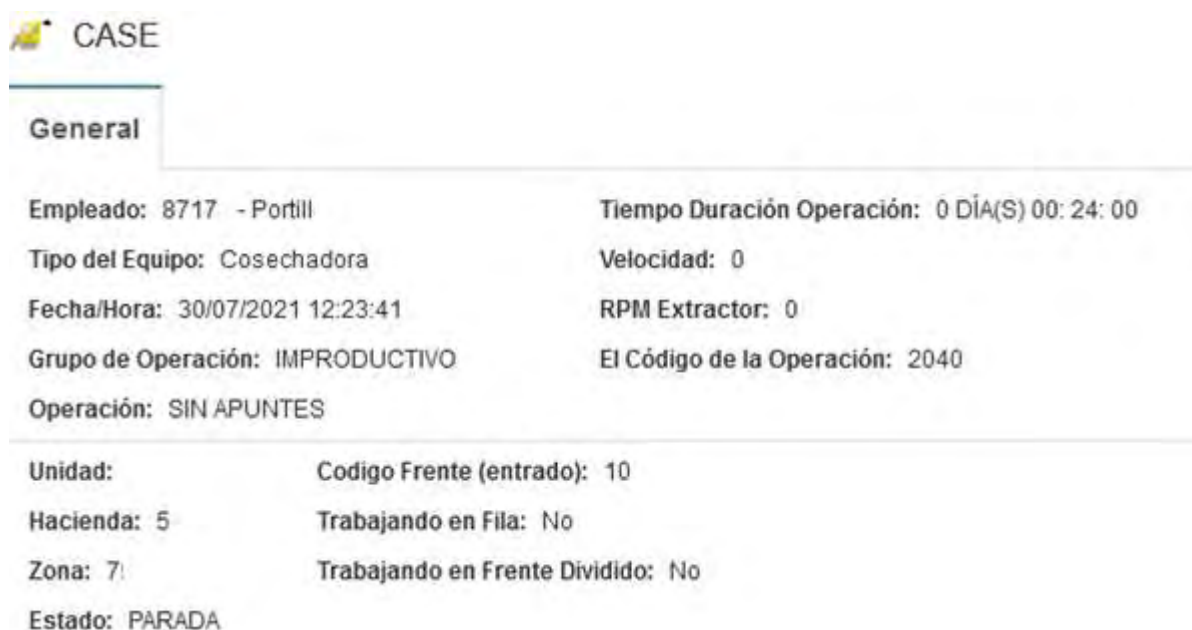 CASE
General
Empleado: 8717 - Portill
Tiempo Duración Operación: 0 DÍA(S) 00: 24: 00
Tipo del Equipo: Cosechadora
Velocidad: 0
Fecha/Hora: 30/07/2021 12:23:41
RPM Extractor: 0
Grupo de Operación: IMPRODUCTIVO
El Código de la Operación: 2040
Operación: SIN APUNTES
Unidad:
Codigo Frente (entrado): 10
Hacienda: 5
Trabajando en Fila: No
Zona: 7
Trabajando en Frente Dividido: No
Estado: PARADA